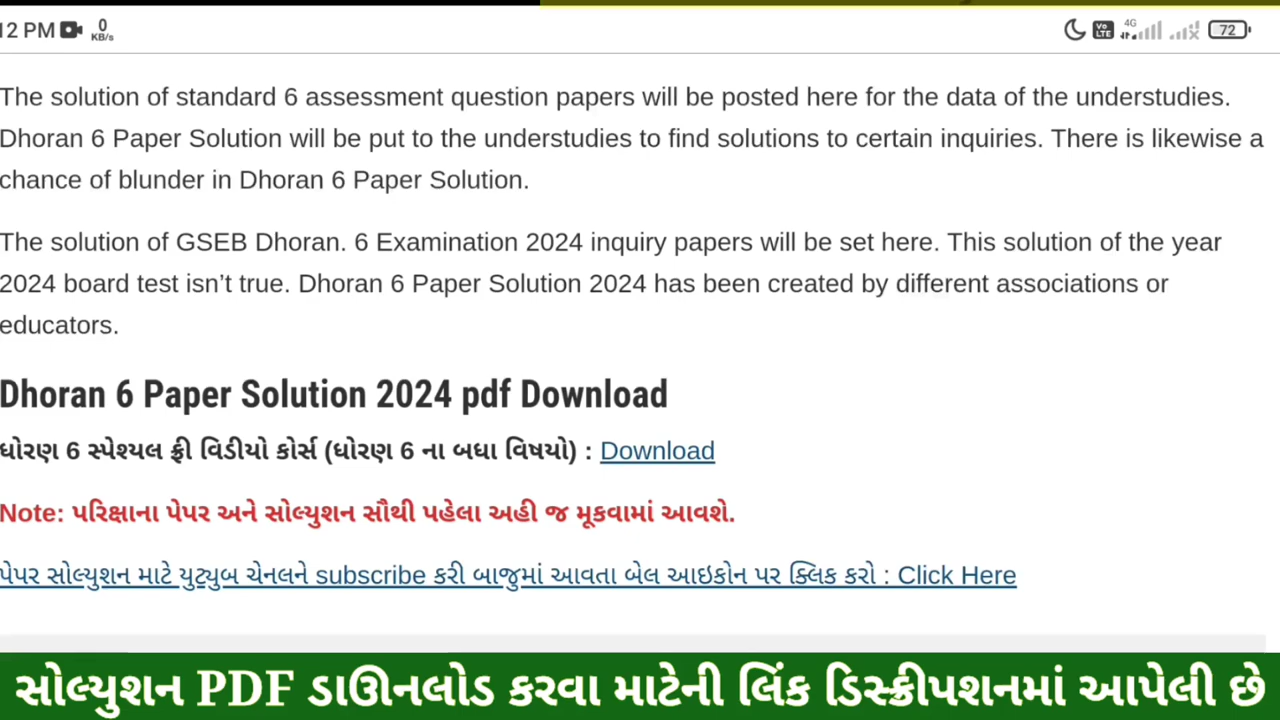 12 PM 0 KB/s 4G Vo LTE 72
The solution of standard 6 assessment question papers will be posted here for the data of the understudies.
Dhoran 6 Paper Solution will be put to the understudies to find solutions to certain inquiries. There is likewise a
chance of blunder in Dhoran 6 Paper Solution.
The solution of GSEB Dhoran. 6 Examination 2024 inquiry papers will be set here. This solution of the year
2024 board test isn’t true. Dhoran 6 Paper Solution 2024 has been created by different associations or
educators.
Dhoran 6 Paper Solution 2024 pdf Download
ધોરણ 6 સ્પેશ્યલ ફ્રી વિડીયો કોર્સ (ધોરણ 6 ના બધા વિષયો) : Download
Note: પરિક્ષાના પેપર અને સોલ્યુશન સૌથી પહેલા અહી જ મૂકવામાં આવશે.
પેપર સોલ્યુશન માટે યુટ્યુબ ચેનલને subscribe કરી બાજુમાં આવતા બેલ આઇકોન પર ક્લિક કરો : Click Here
સોલ્યુશન PDF ડાઊનલોડ કરવા માટેની લિંક ડિસ્ક્રીપશનમાં આપેલી છે